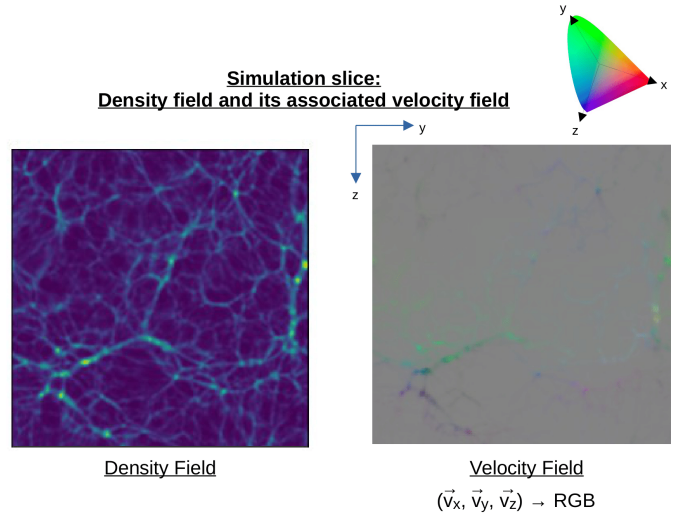 y
x
z
Simulation slice:
Density field and its associated velocity field
y
z
Density Field
Velocity Field
(v⃗x, v⃗y, v⃗z) → RGB